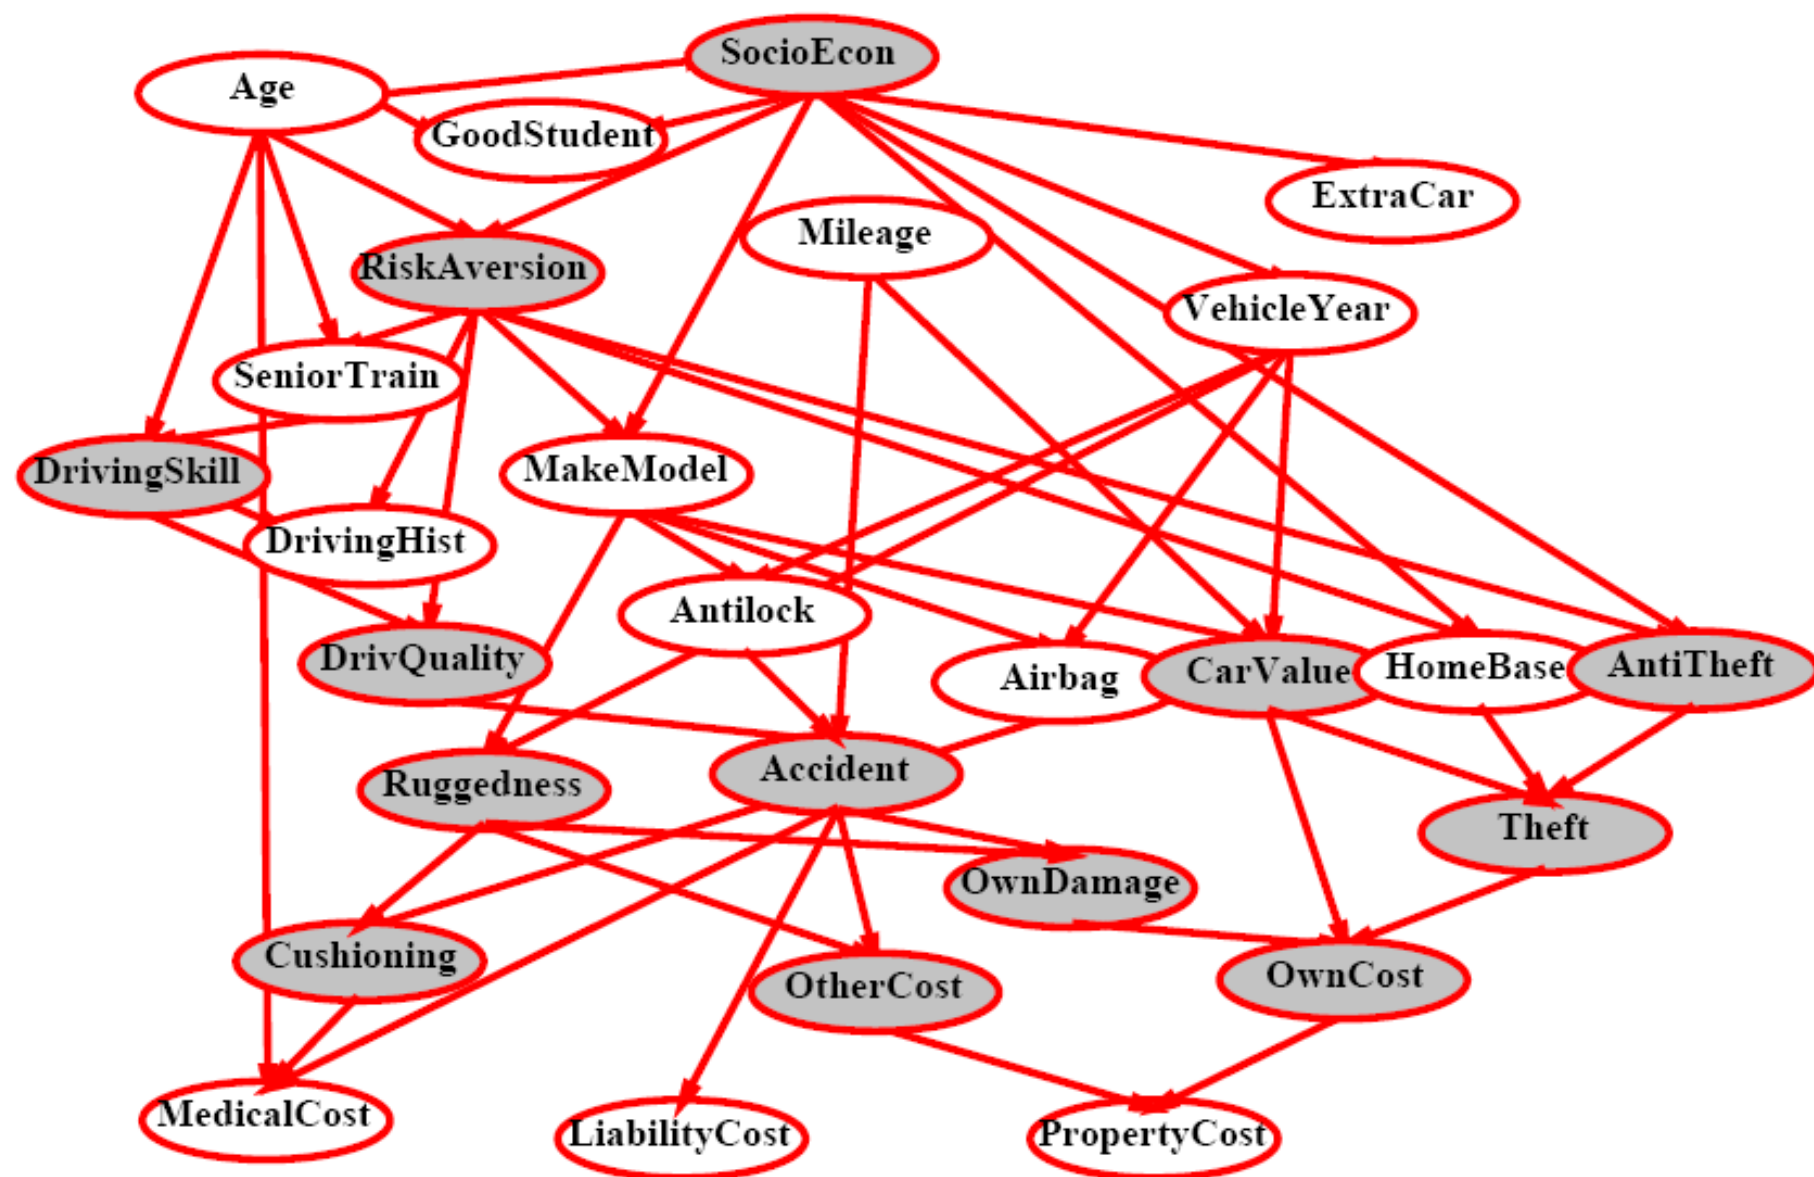 SocioEcon
Age
GoodStudent
ExtraCar
Mileage
RiskAversion
VehicleYear
SeniorTrain
DrivingSkill
MakeModel
DrivingHist
Antilock
DrivQuality
Airbag
CarValue
HomeBase
AntiTheft
Ruggedness
Accident
Theft
OwnDamage
Cushioning
OtherCost
OwnCost
MedicalCost
LiabilityCost
PropertyCost